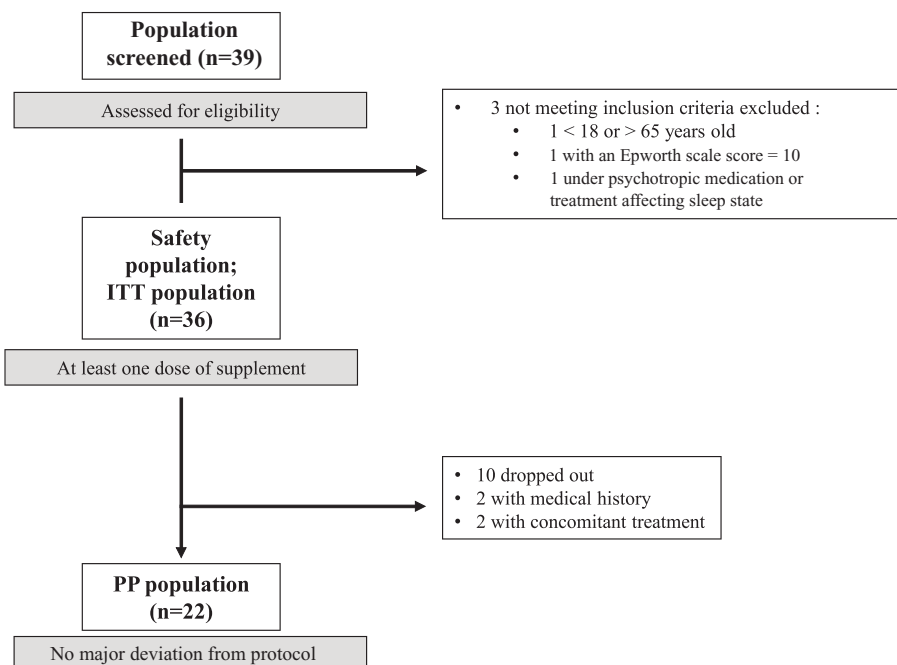 Population
screened (n=39)
Assessed for eligibility
• 3 not meeting inclusion criteria excluded :
• 1 < 18 or > 65 years old
• 1 with an Epworth scale score = 10
• 1 under psychotropic medication or
treatment affecting sleep state
Safety
population;
ITT population
(n=36)
At least one dose of supplement
• 10 dropped out
• 2 with medical history
• 2 with concomitant treatment
PP population
(n=22)
No major deviation from protocol